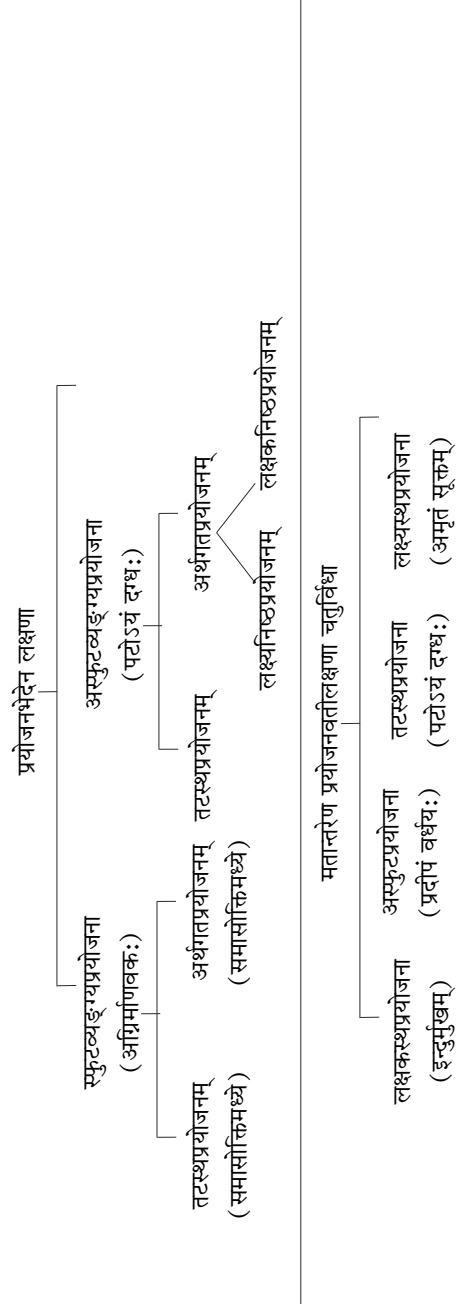 प्रयोजनभेदेन लक्षणा
स्फुटव्यङ्ग्यप्रयोजना
(अग्निर्माणवक:)
अस्फुटव्यङ्ग्यप्रयोजना
(पटोऽयं दग्ध:)
तटस्थप्रयोजनम्
(समासोक्तिमध्ये)
अर्थगतप्रयोजनम्
(समासोक्तिमध्ये)
तटस्थप्रयोजनम्
अर्थगतप्रयोजनम्
लक्ष्यनिष्ठप्रयोजनम्
लक्षकनिष्ठप्रयोजनम्
मतान्तरेण प्रयोजनवतीलक्षणा चतुर्विधा
लक्षकस्थप्रयोजना
(इन्दुर्मुखम्)
अस्फुटप्रयोजना
(प्रदीपं वर्धय:)
तटस्थप्रयोजना
(पटोऽयं दग्ध:)
लक्ष्यस्थप्रयोजना
(अमृतं सूक्तम्)